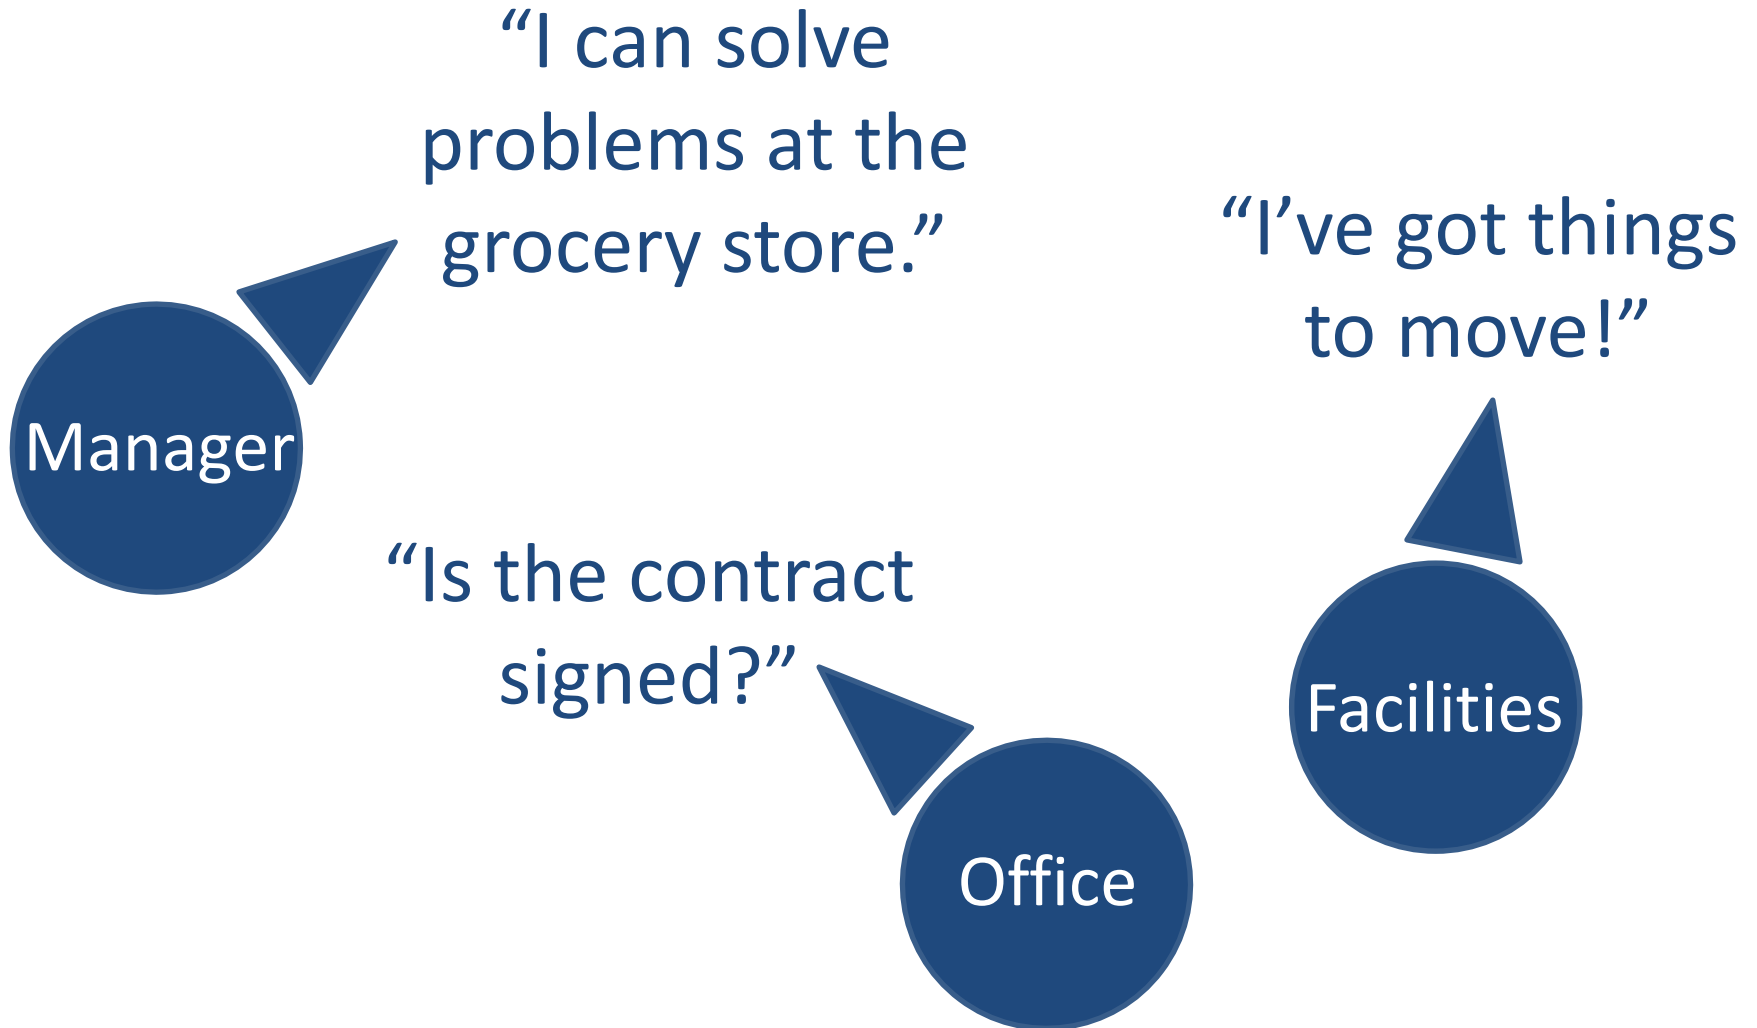 “I can solve
problems at the
grocery store.”
Manager
“Is the contract
signed?”
Office
“I’ve got things
to move!”
Facilities